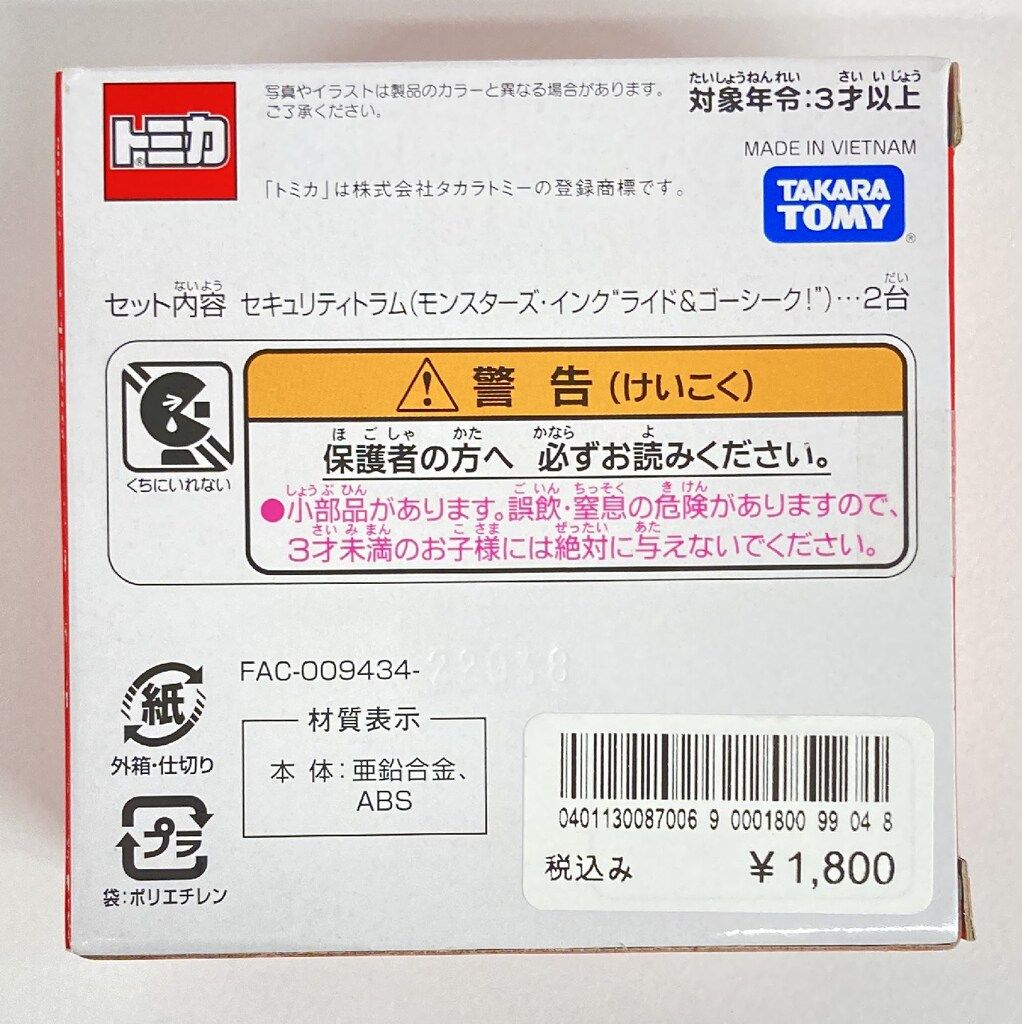 トミカ®
写真やイラストは製品のカラーと異なる場合があります。
ご了承ください。
「トミカ」は株式会社タカラトミーの登録商標です。
たいしょうねんれい さい いじょう
対象年令:3才以上
MADE IN VIETNAM
TAKARA
TOMY®
ないよう だい
セット内容 セキュリティトラム(モンスターズ・インク"ライド&ゴーシーク!")…2台
くちにいれない
警 告 (けいこく)
ほごしゃ かた かなら よ
保護者の方へ 必ずお読みください。
しょうぶひん ごいん ちっそく きけん
●小部品があります。誤飲・窒息の危険がありますので、
さいみまん こさま ぜったい あた
3才未満のお子様には絶対に与えないでください。
紙
外箱・仕切り
プラ
袋:ポリエチレン
FAC-009434- 22038
材質表示
本 体:亜鉛合金、
ABS
0401130087006 9 0001800 99 04 8
税込み ¥1,800